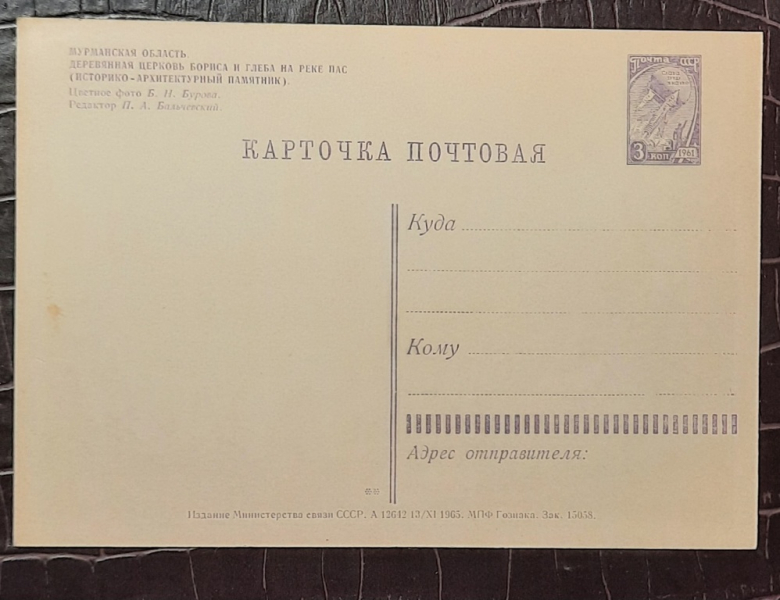 МУРМАНСКАЯ ОБЛАСТЬ
ДЕРЕВЯННАЯ ЦЕРКОВЬ БОРИСА И ГЛЕБА НА РЕКЕ ПАС
(ИСТОРИКО-АРХИТЕКТУРНЫЙ ПАМЯТНИК).
Цветное фото Б. Н. Бурова.
Редактор П. А. Бальчевский.
Почта СССР
3 КОП 1961
КАРТОЧКА ПОЧТОВАЯ
Куда
Кому
Адрес отправителя:
Издание Министерства связи СССР. А 12642 13/XI 1965. МПФ Гознака. Зак. 15058.